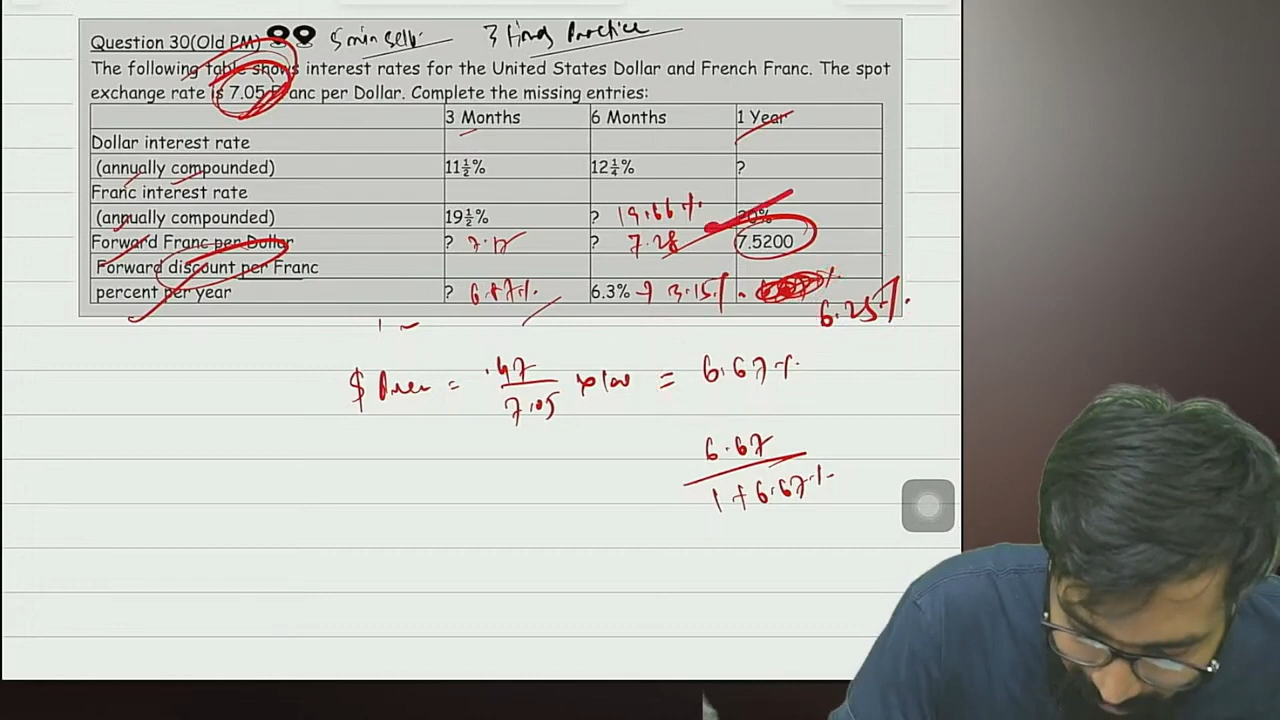 Question 30(Old PM) 5 min self. 3 times Practice
The following table shows interest rates for the United States Dollar and French Franc. The spot
exchange rate is 7.05 Franc per Dollar. Complete the missing entries:
3 Months 6 Months 1 Year
Dollar interest rate
(annually compounded) 11½% 12¼% ?
Franc interest rate
(annually compounded) 19½% ? 19.66% 20%
Forward Franc per Dollar ? 7.17 ? 7.28 7.5200
Forward discount per Franc
percent per year ? 6.3% → 3.15% - 6.25%
$ Prem = .47 / 7.05 × 100 = 6.67%
6.67
1 + 6.67%